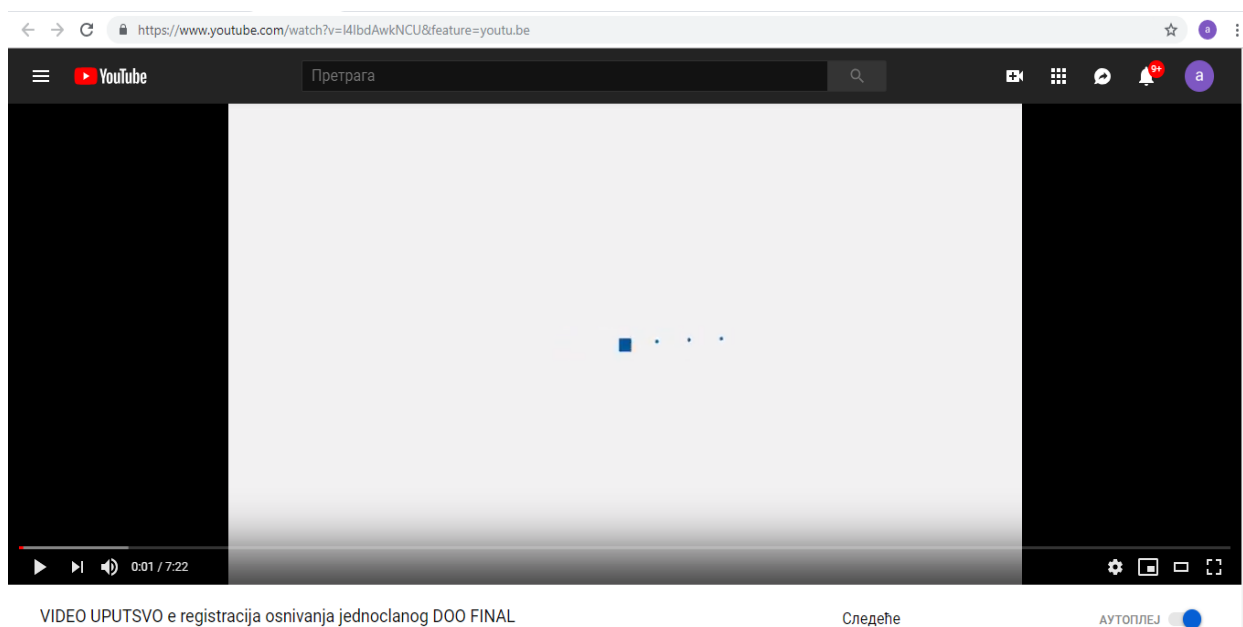 https://www.youtube.com/watch?v=l4IbdAwkNCU&feature=youtu.be
a
YouTube
Претрага
9+
a
0:01 / 7:22
VIDEO UPUTSVO e registracija osnivanja jednoclanog DOO FINAL
Следеће
АУТОПЛЕЈ